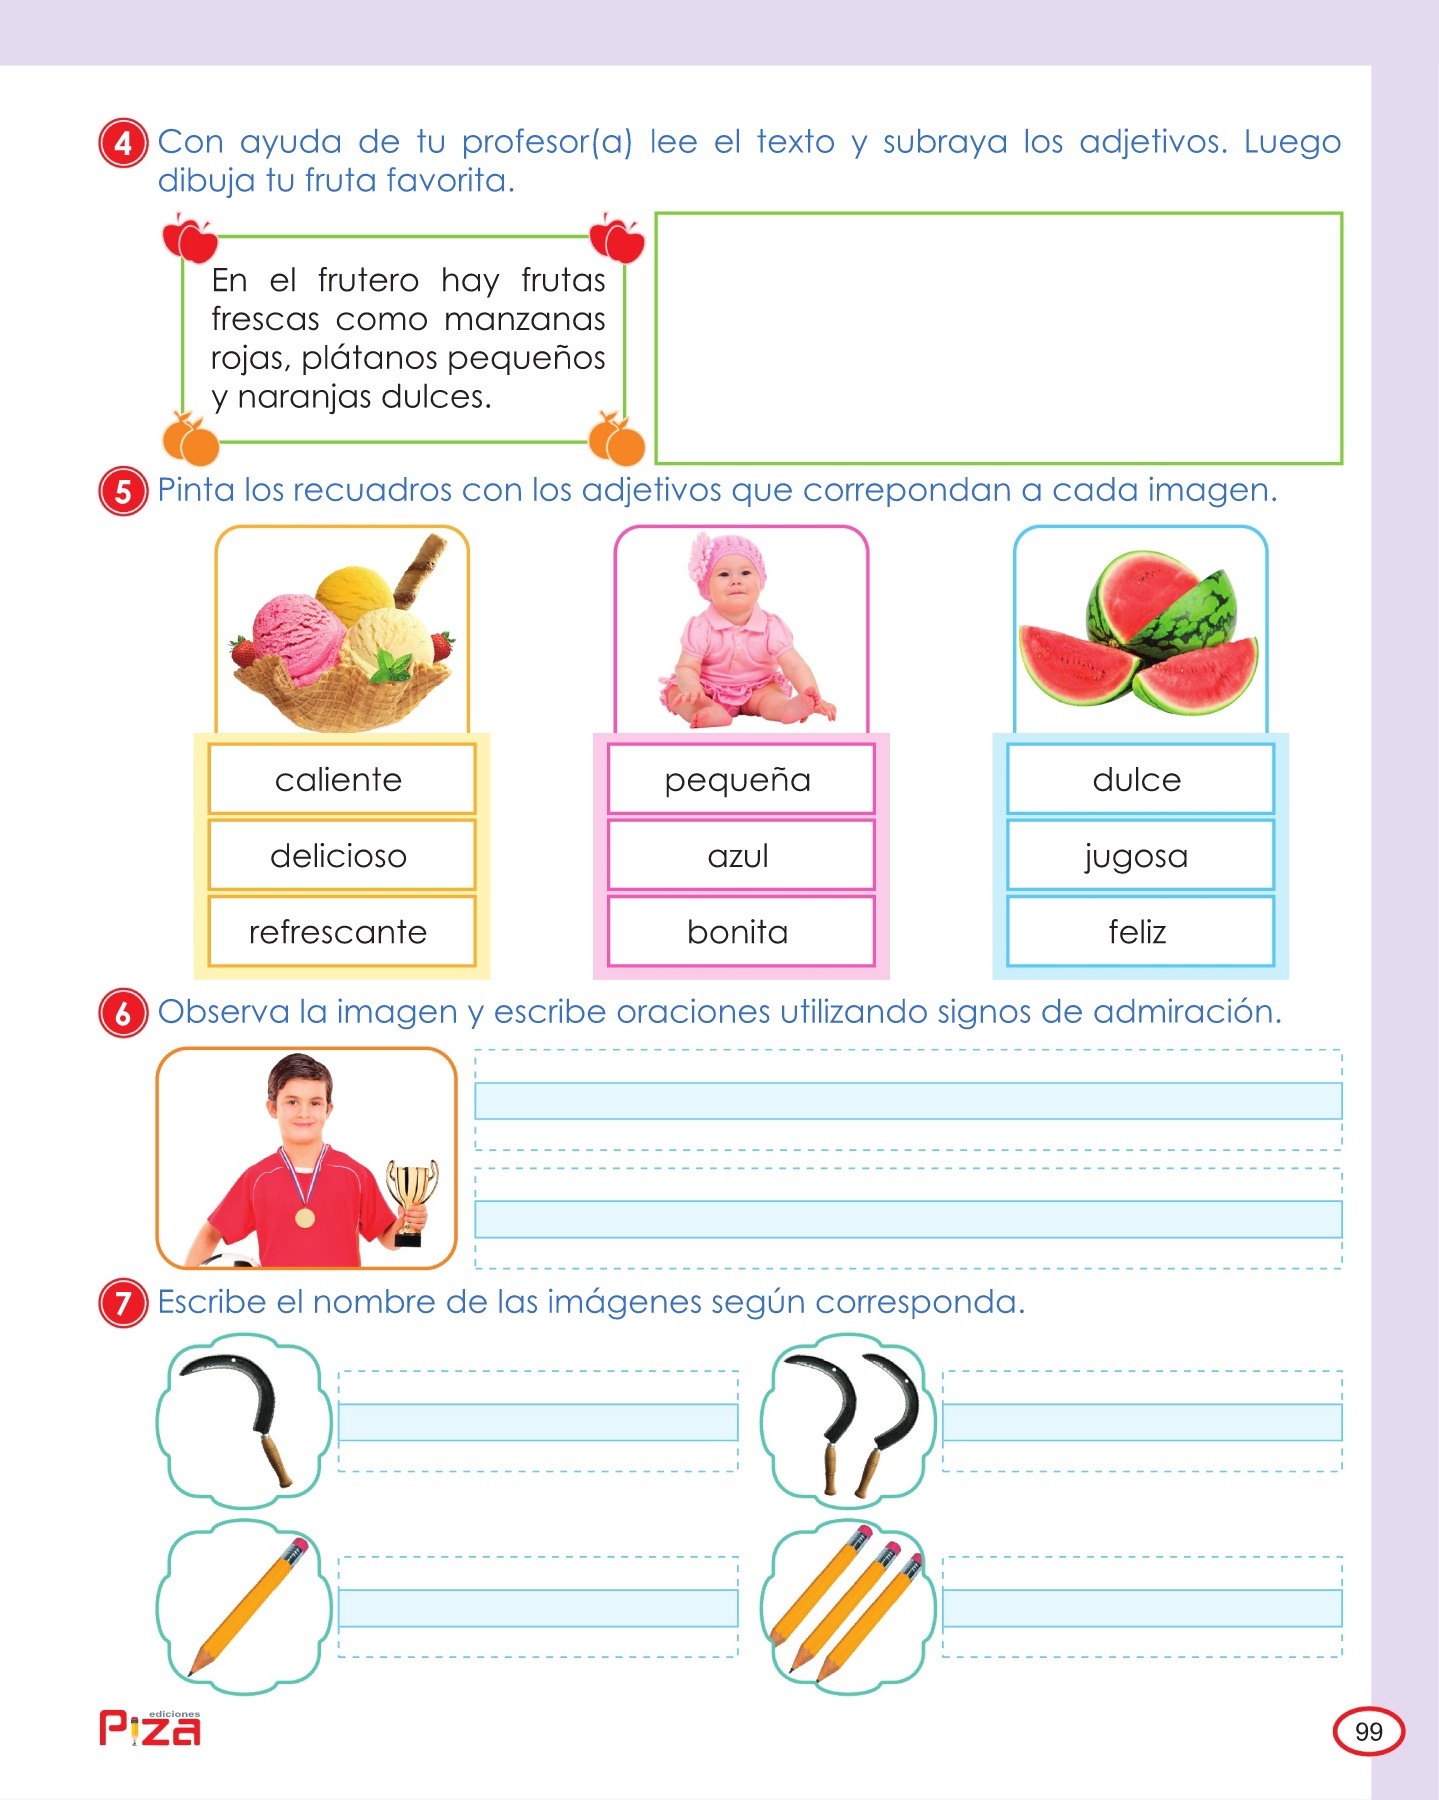 4 Con ayuda de tu profesor(a) lee el texto y subraya los adjetivos. Luego
dibuja tu fruta favorita.
En el frutero hay frutas
frescas como manzanas
rojas, plátanos pequeños
y naranjas dulces.
5 Pinta los recuadros con los adjetivos que correpondan a cada imagen.
caliente
delicioso
refrescante
pequeña
azul
bonita
dulce
jugosa
feliz
6 Observa la imagen y escribe oraciones utilizando signos de admiración.
7 Escribe el nombre de las imágenes según corresponda.
ediciones
Piza
99